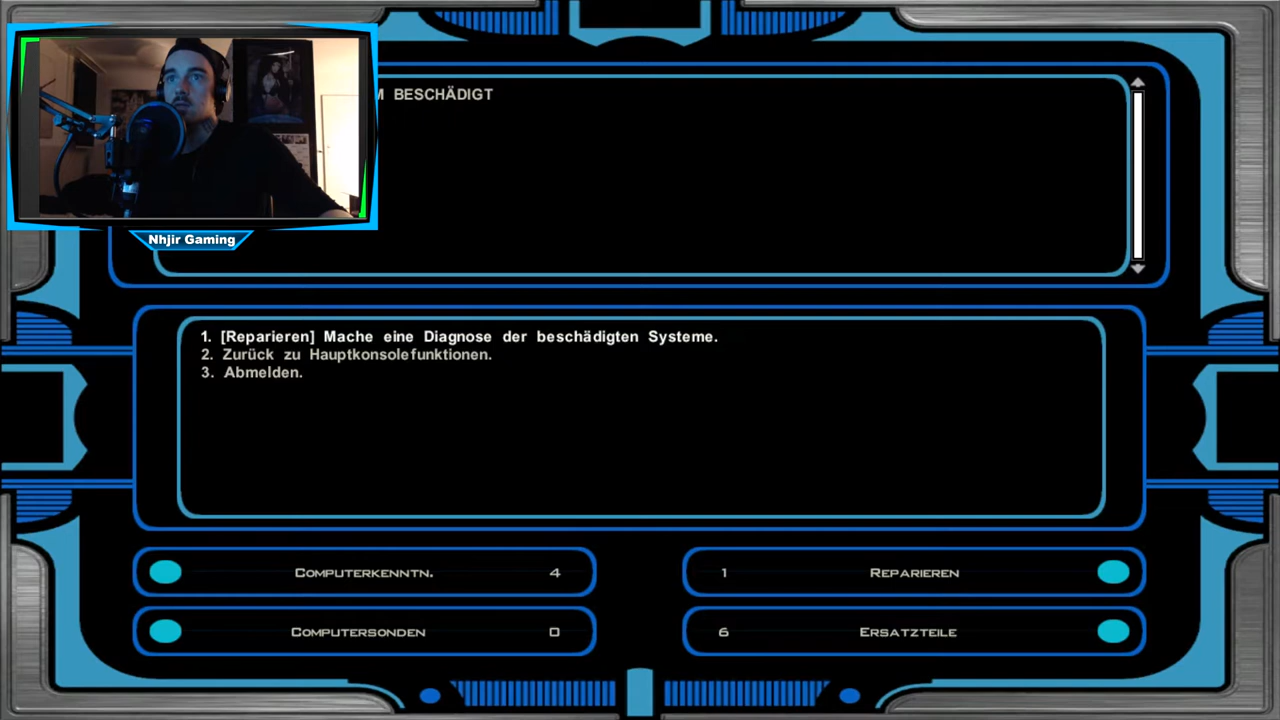 BESCHÄDIGT
Nhjir Gaming
1. [Reparieren] Mache eine Diagnose der beschädigten Systeme.
2. Zurück zu Hauptkonsolefunktionen.
3. Abmelden.
COMPUTERKENNTN. 4
1 REPARIEREN
COMPUTERSONDEN 0
6 ERSATZTEILE